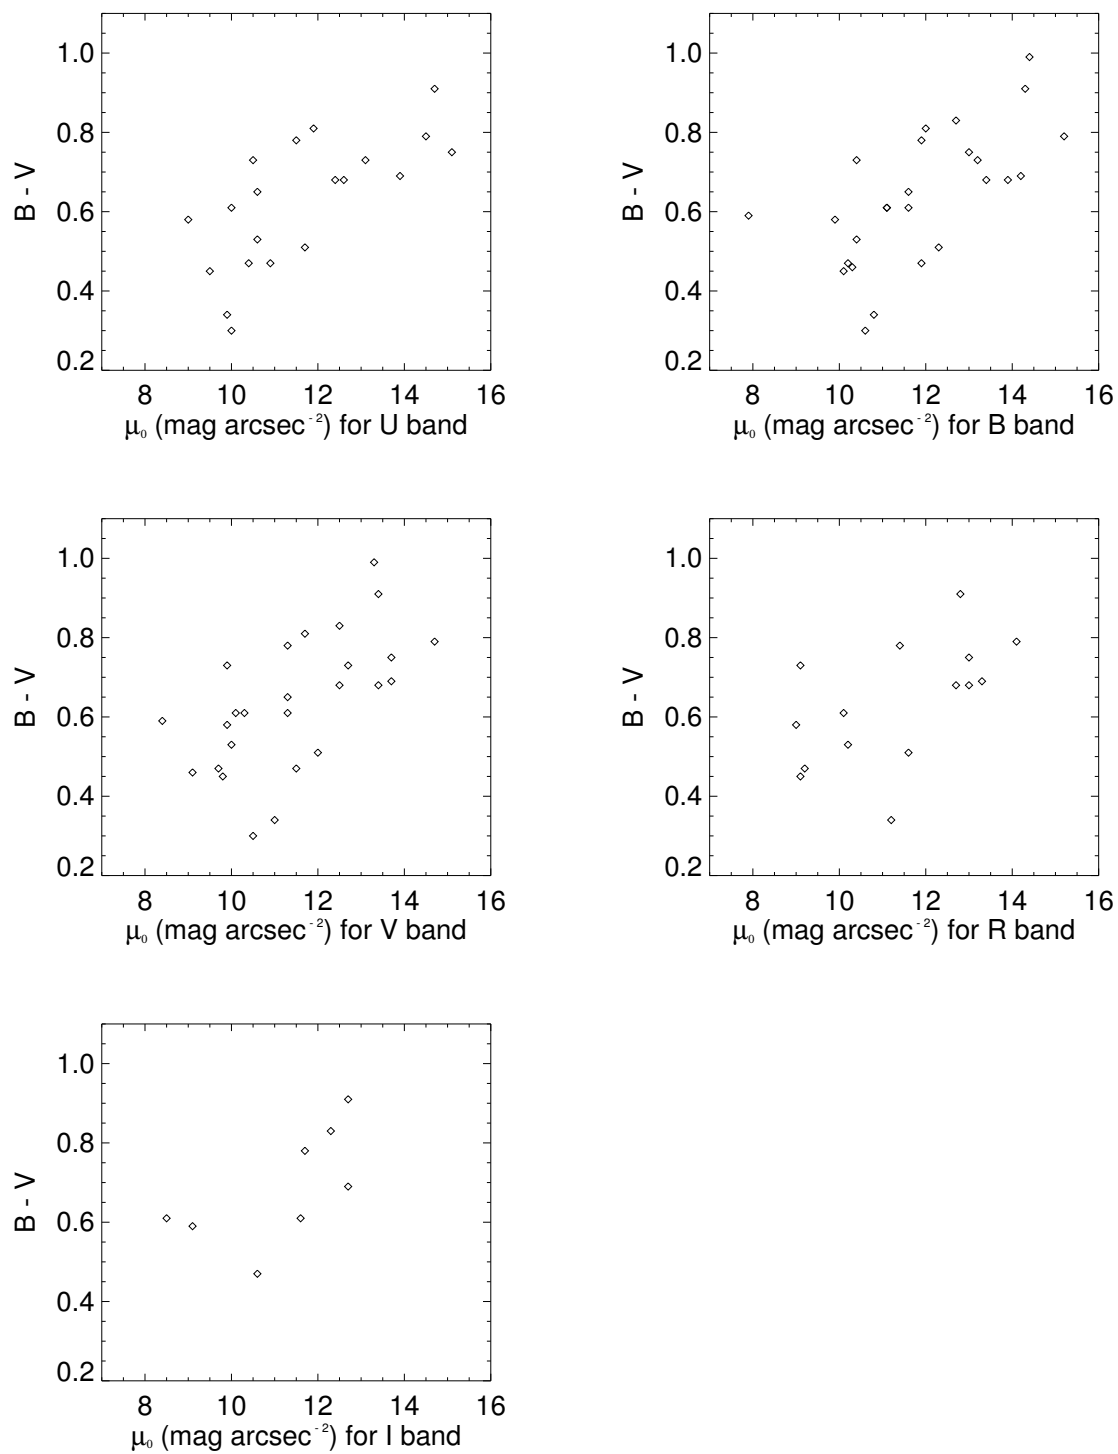 1.0
0.8
0.6
0.4
0.2
B - V
8 10 12 14 16
μ₀ (mag arcsec⁻²) for U band
1.0
0.8
0.6
0.4
0.2
B - V
8 10 12 14 16
μ₀ (mag arcsec⁻²) for B band
1.0
0.8
0.6
0.4
0.2
B - V
8 10 12 14 16
μ₀ (mag arcsec⁻²) for V band
1.0
0.8
0.6
0.4
0.2
B - V
8 10 12 14 16
μ₀ (mag arcsec⁻²) for R band
1.0
0.8
0.6
0.4
0.2
B - V
8 10 12 14 16
μ₀ (mag arcsec⁻²) for I band